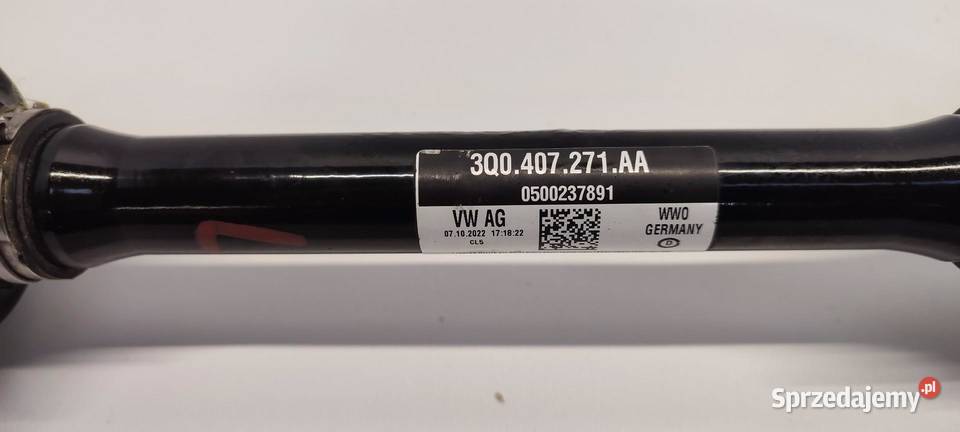 3Q0.407.271.AA
0500237891
VW AG
07.10.2022 17:18:22
CLS
WWO
GERMANY
D
Sprzedajemy.pl